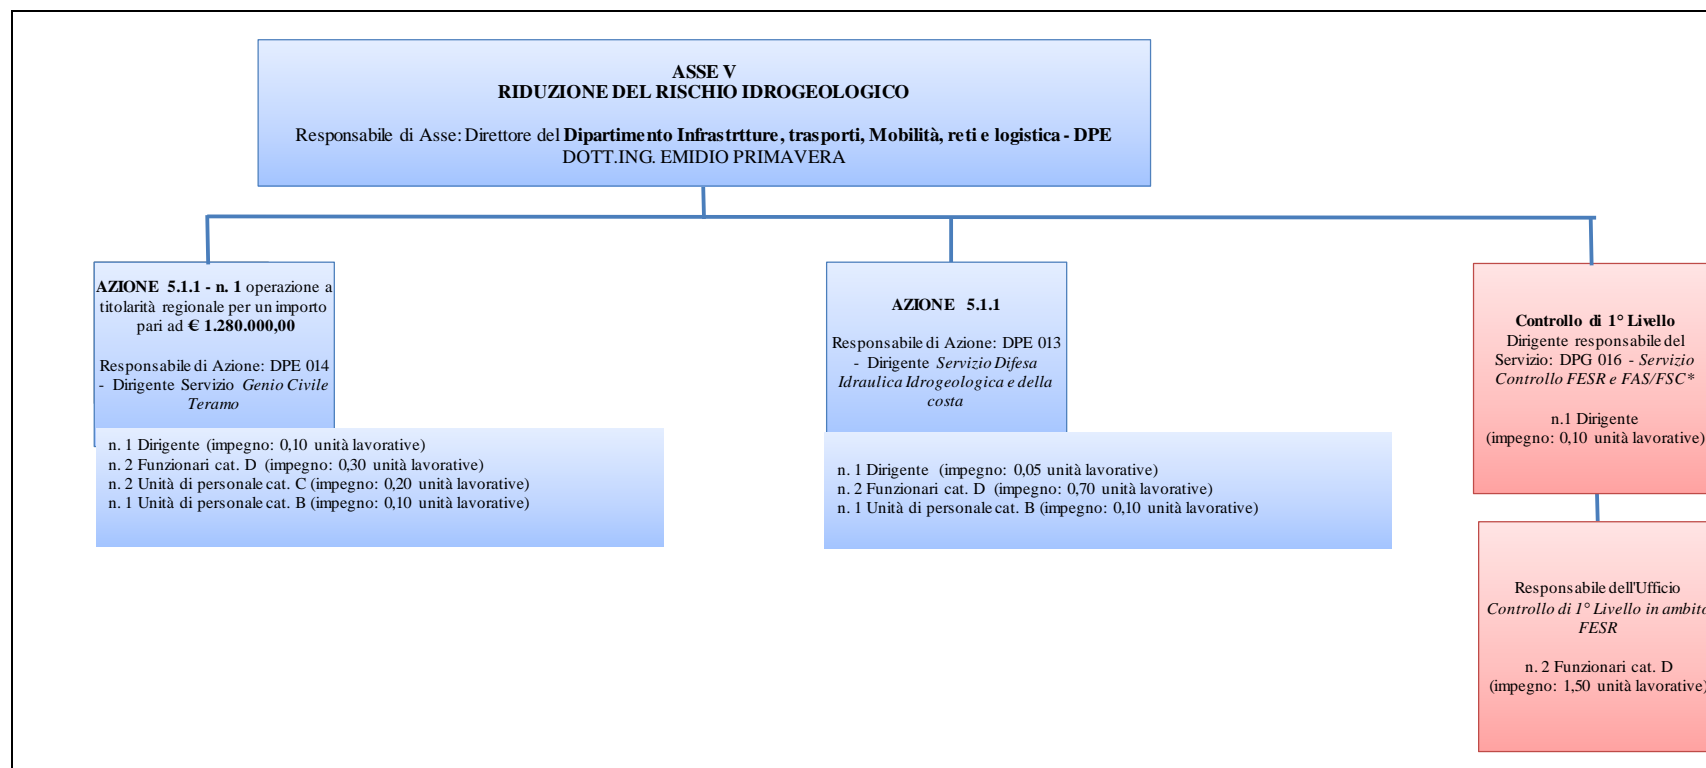 ASSE V
RIDUZIONE DEL RISCHIO IDROGEOLOGICO
Responsabile di Asse: Direttore del Dipartimento Infrastrtture, trasporti, Mobilità, reti e logistica - DPE
DOTT.ING. EMIDIO PRIMAVERA
AZIONE 5.1.1 - n. 1 operazione a
titolarità regionale per un importo
pari ad € 1.280.000,00
Responsabile di Azione: DPE 014
- Dirigente Servizio Genio Civile
Teramo
n. 1 Dirigente (impegno: 0,10 unità lavorative)
n. 2 Funzionari cat. D (impegno: 0,30 unità lavorative)
n. 2 Unità di personale cat. C (impegno: 0,20 unità lavorative)
n. 1 Unità di personale cat. B (impegno: 0,10 unità lavorative)
AZIONE 5.1.1
Responsabile di Azione: DPE 013
- Dirigente Servizio Difesa
Idraulica Idrogeologica e della
costa
n. 1 Dirigente (impegno: 0,05 unità lavorative)
n. 2 Funzionari cat. D (impegno: 0,70 unità lavorative)
n. 1 Unità di personale cat. B (impegno: 0,10 unità lavorative)
Controllo di 1° Livello
Dirigente responsabile del
Servizio: DPG 016 - Servizio
Controllo FESR e FAS/FSC*
n.1 Dirigente
(impegno: 0,10 unità lavorative)
Responsabile dell'Ufficio
Controllo di 1° Livello in ambito
FESR
n. 2 Funzionari cat. D
(impegno: 1,50 unità lavorative)